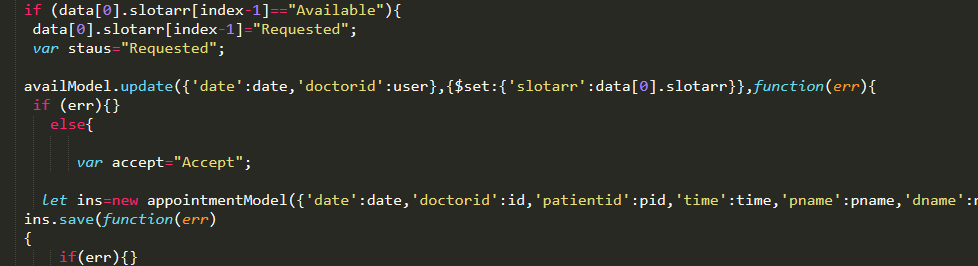 if (data[0].slotarr[index-1]=="Available"){
data[0].slotarr[index-1]="Requested";
var staus="Requested";
availModel.update({'date':date,'doctorid':user},{$set:{'slotarr':data[0].slotarr}},function(err){
if (err){}
else{
var accept="Accept";
let ins=new appointmentModel({'date':date,'doctorid':id,'patientid':pid,'time':time,'pname':pname,'dname':
ins.save(function(err)
{
if(err){}